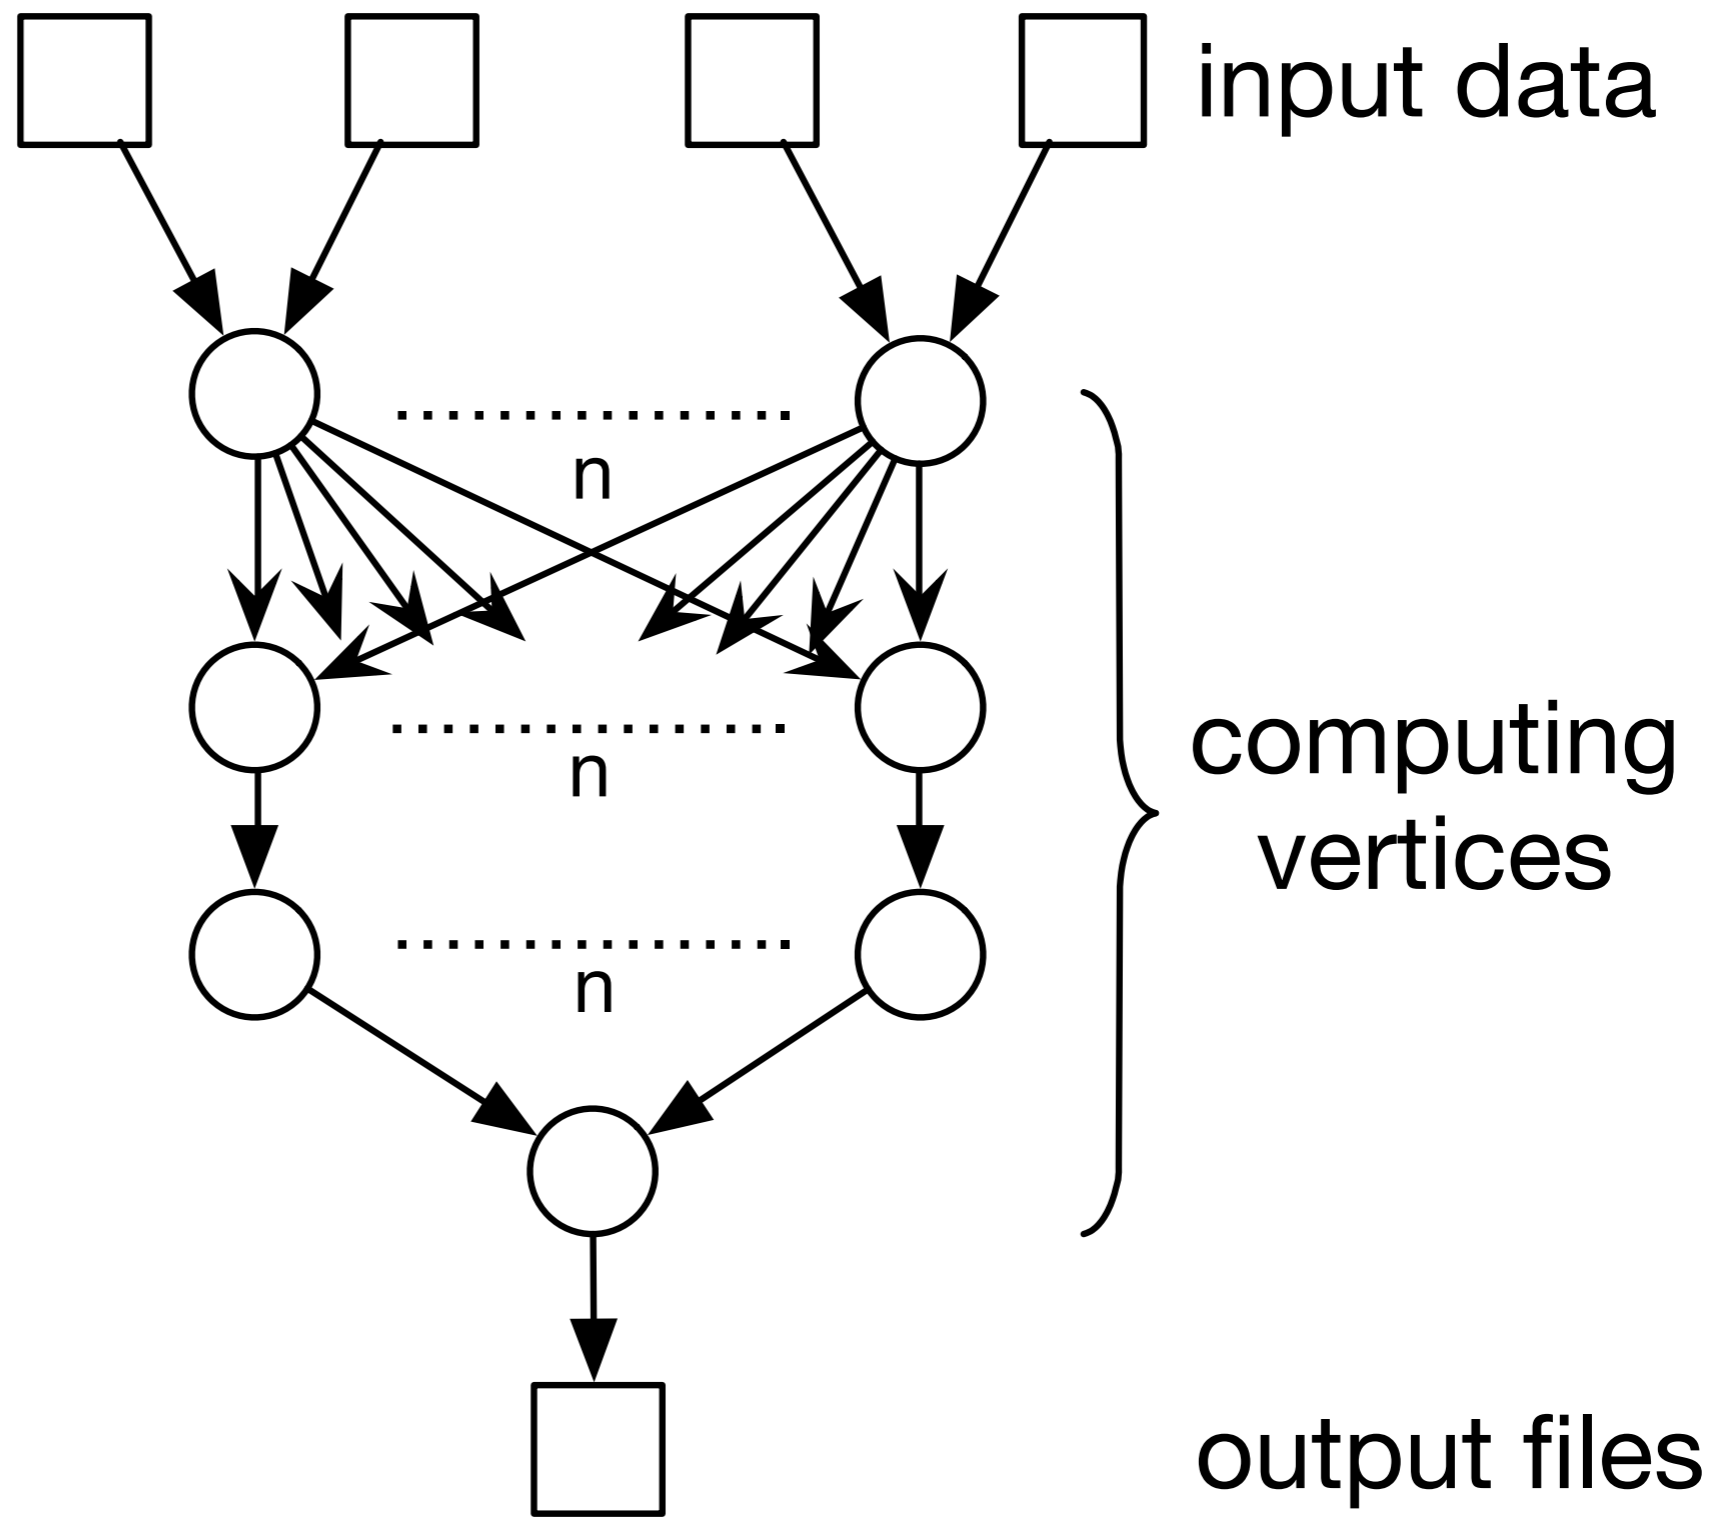 input data
n
n
computing
vertices
n
output files